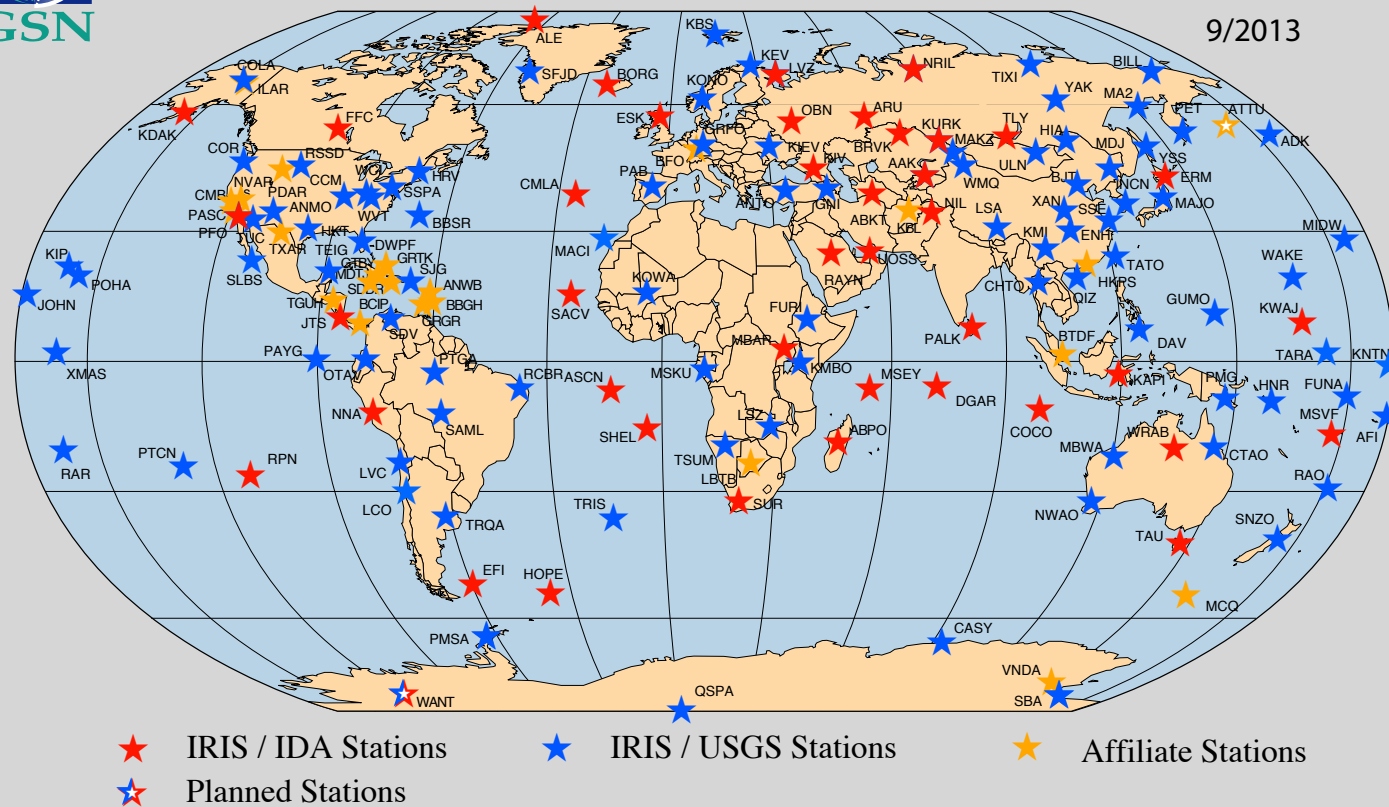 GSN
9/2013
ALE
KBS
KEV
LVZ
NRIL
TIXI
BILL
COLA
ILAR
SFJD
BORG
KONO
YAK
MA2
PET
ATTU
ADK
KDAK
FFC
ESK
GRFO
OBN
ARU
KURK
TLY
HIA
MDJ
YSS
COR
RSSD
WCI
HRV
BFO
KIEV
KIV
BRVK
AAK
MAKZ
ULN
BJT
INCN
ERM
NVAR
PDAR
CCM
SSPA
CMLA
PAB
ANTO
GNI
ABKT
KBL
NIL
WMQ
LSA
XAN
SSE
MAJO
PASC
ANMO
WVT
BBSR
PFO
TUC
TXAR
HKT
DWPF
MACI
RAYN
UOSS
KMI
ENH
TATO
MIDW
KIP
POHA
SLBS
TEIG
GRTK
SJG
KOWA
CHTO
QIZ
HKPS
WAKE
JOHN
TGUH
BCIP
ANWB
BBGH
SACV
FURI
PALK
GUMO
KWAJ
JTS
SDV
GRGR
XMAS
PAYG
OTAV
PTGA
MBAR
BTDF
DAV
TARA
KNTN
RCBR
ASCN
MSKU
KMBO
MSEY
DGAR
KAPI
PMG
HNR
FUNA
NNA
SAML
SHEL
LSZ
ABPO
COCO
WRAB
MSVF
AFI
RAR
PTCN
RPN
LVC
TSUM
LBTB
MBWA
CTAO
RAO
LCO
TRQA
TRIS
SUR
NWAO
TAU
SNZO
EFI
HOPE
MCQ
PMSA
CASY
VNDA
WANT
QSPA
SBA
IRIS / IDA Stations
IRIS / USGS Stations
Affiliate Stations
Planned Stations